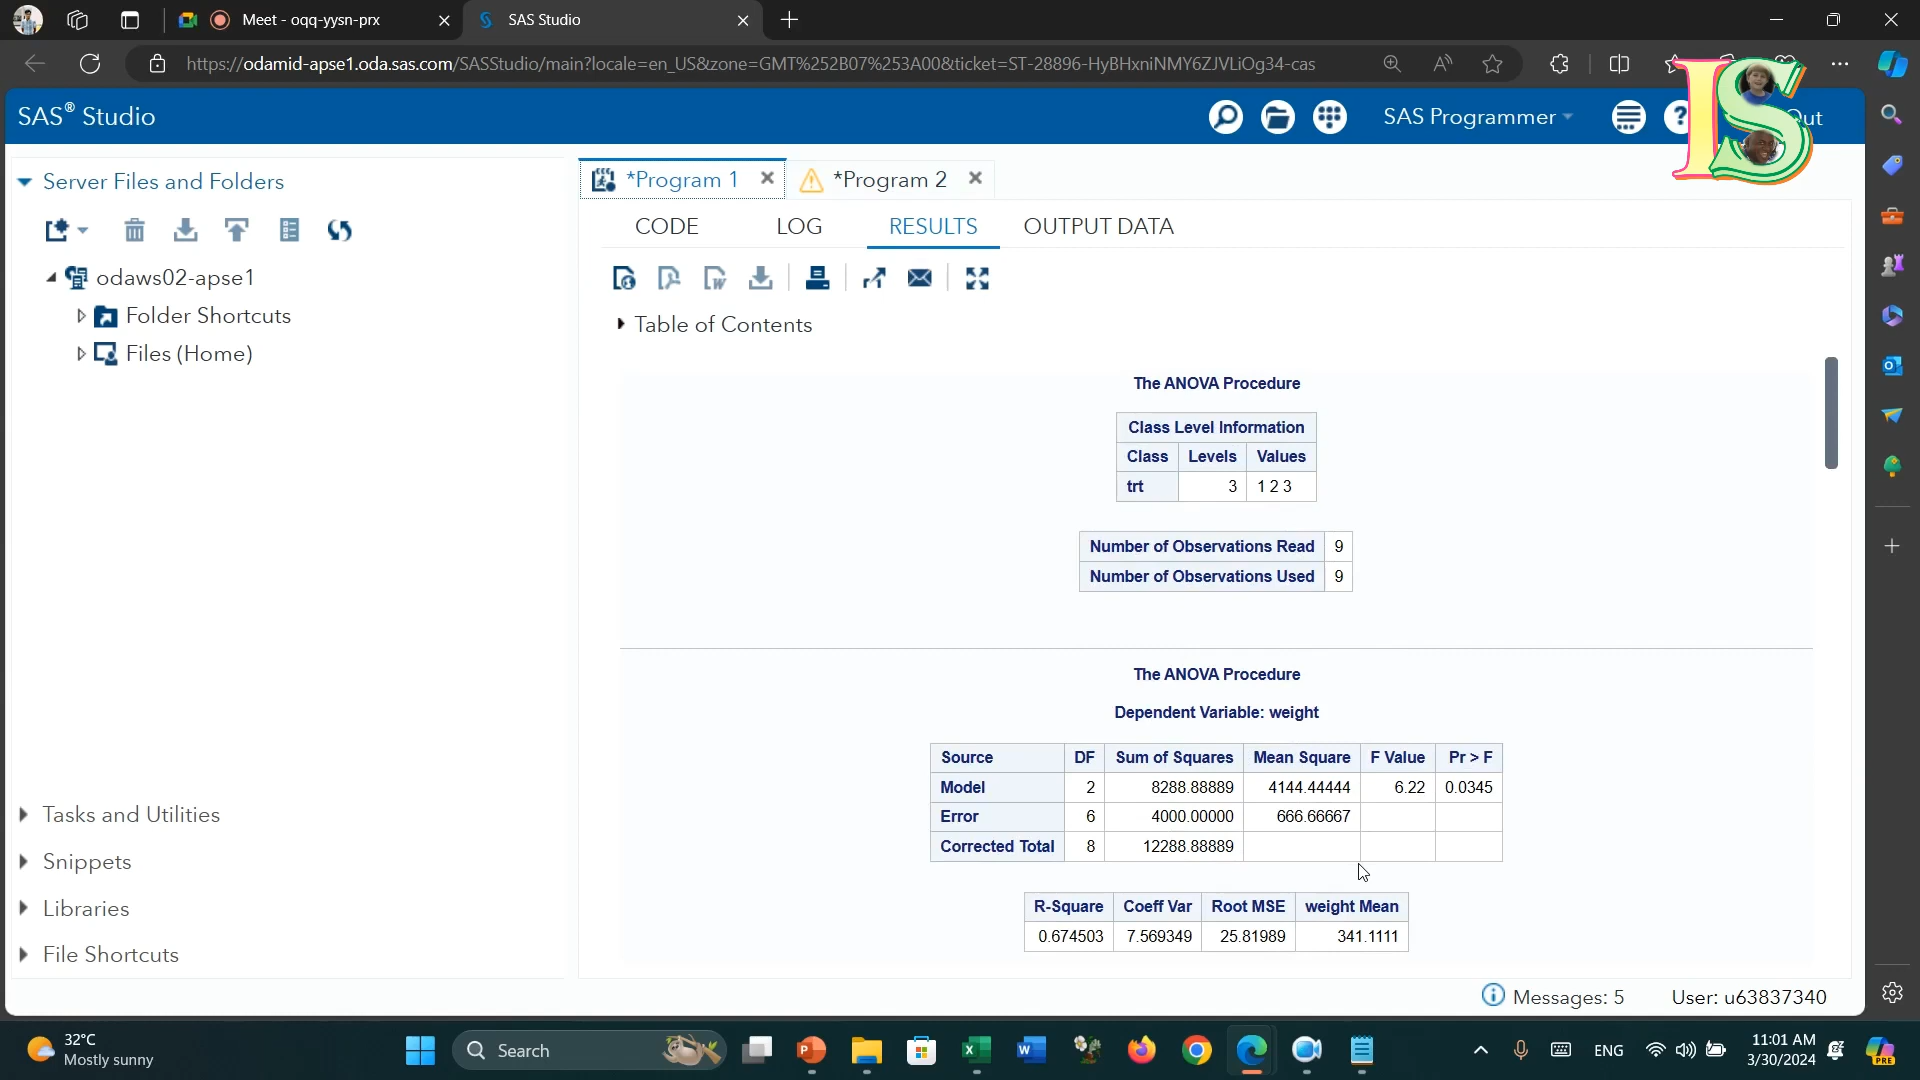 Meet - oqq-yysn-prx
SAS Studio
https://odamid-apse1.oda.sas.com/SASStudio/main?locale=en_US&zone=GMT%252B07%253A00&ticket=ST-28896-HyBHxniNMY6ZJVLiOg34-cas
SAS® Studio
SAS Programmer
Out
IS
Server Files and Folders
odaws02-apse1
Folder Shortcuts
Files (Home)
Tasks and Utilities
Snippets
Libraries
File Shortcuts
*Program 1
*Program 2
CODE LOG RESULTS OUTPUT DATA
Table of Contents
The ANOVA Procedure
Class Level Information
Class Levels Values
trt 3 1 2 3
Number of Observations Read 9
Number of Observations Used 9
The ANOVA Procedure
Dependent Variable: weight
Source DF Sum of Squares Mean Square F Value Pr > F
Model 2 8288.88889 4144.44444 6.22 0.0345
Error 6 4000.00000 666.66667
Corrected Total 8 12288.88889
R-Square Coeff Var Root MSE weight Mean
0.674503 7.569349 25.81989 341.1111
Messages: 5
User: u63837340
32°C
Mostly sunny
Search
ENG
11:01 AM
3/30/2024
PRE